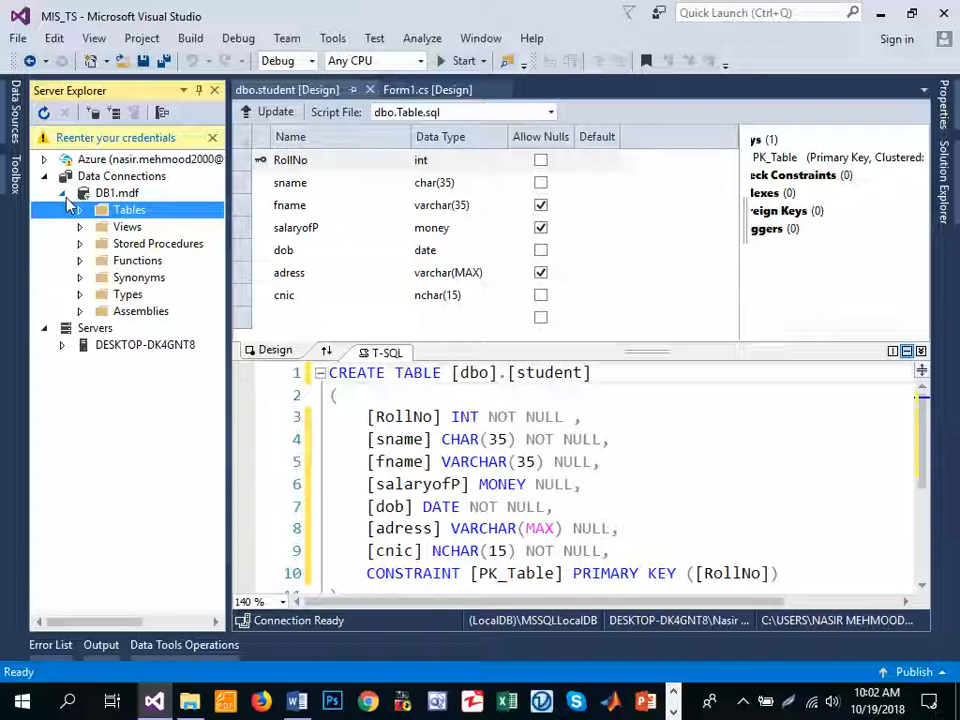 MIS_TS - Microsoft Visual Studio
Quick Launch (Ctrl+Q)
File Edit View Project Build Debug Team Tools Test Analyze Window Help
Sign in
Debug Any CPU Start
Data Sources
Toolbox
Server Explorer
Reenter your credentials
Azure (nasir.mehmood2000@
Data Connections
DB1.mdf
Tables
Views
Stored Procedures
Functions
Synonyms
Types
Assemblies
Servers
DESKTOP-DK4GNT8
dbo.student [Design] Form1.cs [Design]
Update Script File: dbo.Table.sql
Name Data Type Allow Nulls Default
RollNo int
sname char(35)
fname varchar(35)
salaryofP money
dob date
adress varchar(MAX)
cnic nchar(15)
ys (1)
PK_Table (Primary Key, Clustered:
eck Constraints (0)
lexes (0)
reign Keys (0)
ggers (0)
Properties
Solution Explorer
Design T-SQL
1 CREATE TABLE [dbo].[student]
2 (
3 [RollNo] INT NOT NULL ,
4 [sname] CHAR(35) NOT NULL,
5 [fname] VARCHAR(35) NULL,
6 [salaryofP] MONEY NULL,
7 [dob] DATE NOT NULL,
8 [adress] VARCHAR(MAX) NULL,
9 [cnic] NCHAR(15) NOT NULL,
10 CONSTRAINT [PK_Table] PRIMARY KEY ([RollNo])
140 %
Connection Ready (LocalDB)\MSSQLLocalDB DESKTOP-DK4GNT8\Nasir ... C:\USERS\NASIR MEHMOOD...
Error List Output Data Tools Operations
Ready
Publish
10:02 AM
10/19/2018